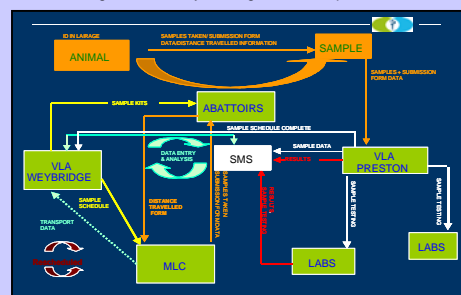 ID IN LAIRAGE
ANIMAL
SAMPLES TAKEN/ SUBMISSION FORM
DATA/DISTANCE TRAVELLED INFORMATION
SAMPLE
SAMPLES + SUBMISSION
FORM DATA
SAMPLE KITS
ABATTOIRS
SAMPLE SCHEDULE COMPLETE
DATA ENTRY
& ANALYSIS
SMS
SAMPLE DATA
RESULTS
VLA
WEYBRIDGE
VLA
PRESTON
SAMPLE
SCHEDULE
DISTANCE
TRAVELLED
FORM
SAMPLES TAKEN
SAMPLE TESTING
SAMPLE TESTING
TRANSPORT
DATA
MLC
LABS
LABS